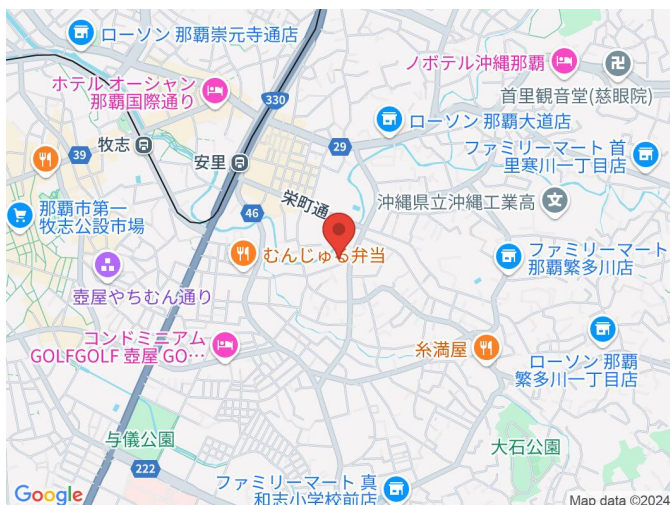 ローソン 那覇崇元寺通店
ノボテル沖縄那覇
首里観音堂(慈眼院)
ホテル オーシャン
那覇国際通り
330
ローソン 那覇大道店
牧志
39
安里
29
ファミリーマート 首
里寒川一丁目店
栄町通
46
沖縄県立沖縄工業高
那覇市第一
牧志公設市場
むんじゅる弁当
ファミリーマート
那覇繁多川店
壺屋やちむん通り
コンドミニアム
GOLFGOLF 壺屋 GO…
糸満屋
ローソン 那覇
繁多川一丁目店
与儀公園
大石公園
222
ファミリーマート 真
和志小学校前店
Google
Map data ©2024